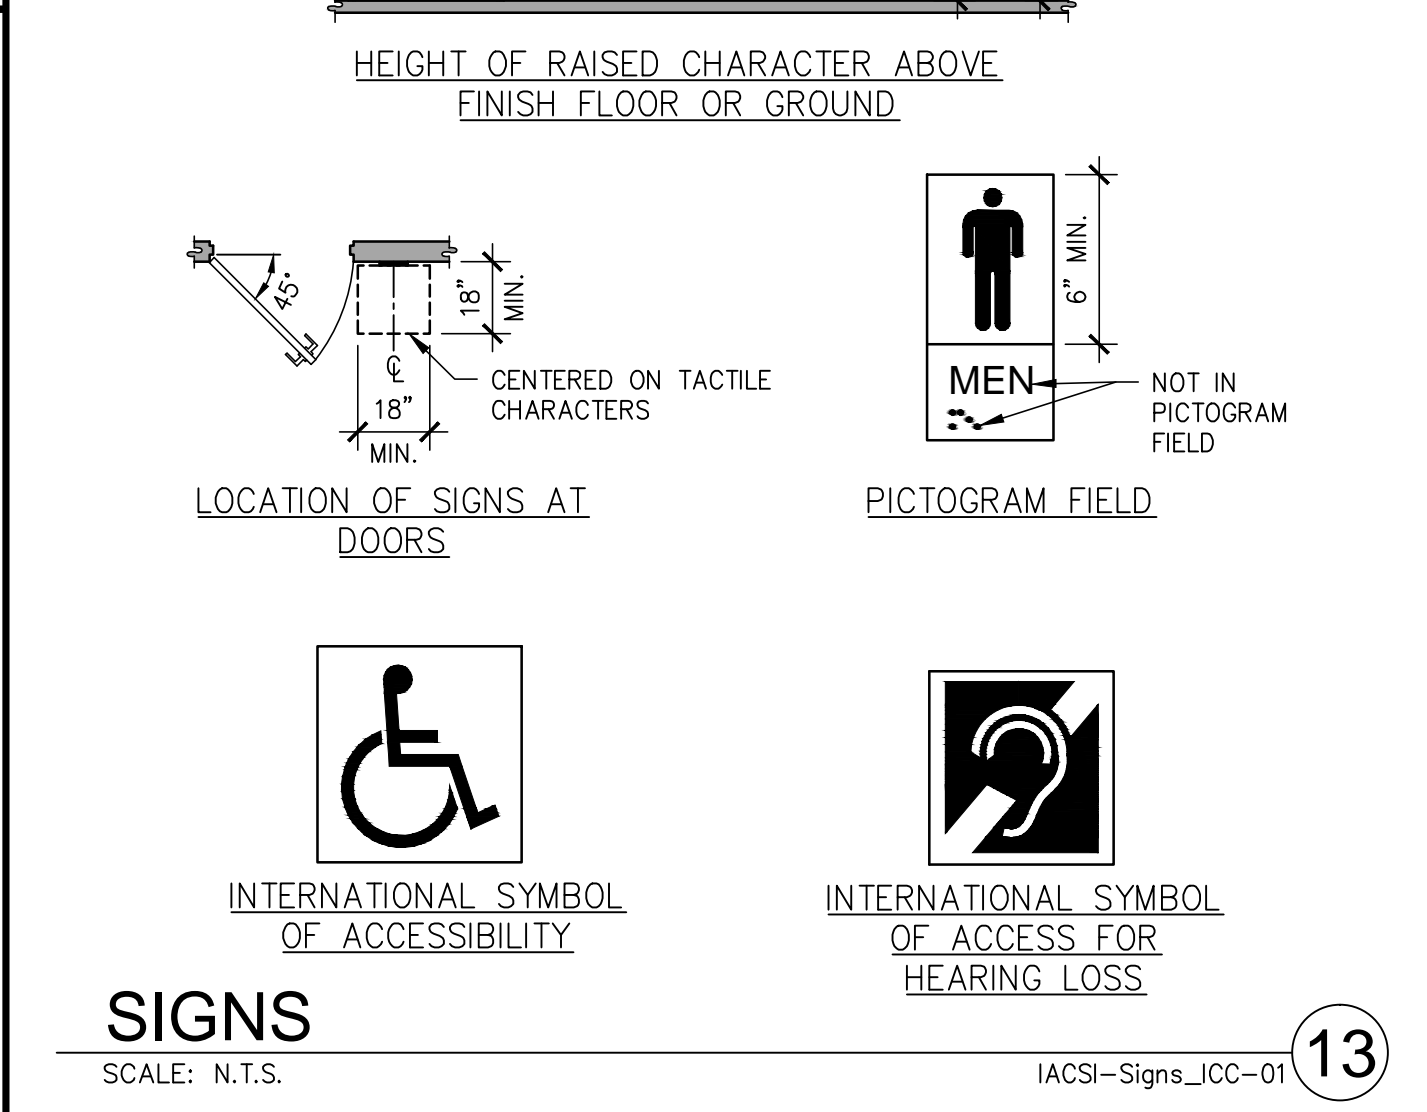 HEIGHT OF RAISED CHARACTER ABOVE
FINISH FLOOR OR GROUND
45°
18"
MIN.
℄
18"
MIN.
CENTERED ON TACTILE
CHARACTERS
LOCATION OF SIGNS AT
DOORS
6" MIN.
MEN
NOT IN
PICTOGRAM
FIELD
PICTOGRAM FIELD
INTERNATIONAL SYMBOL
OF ACCESSIBILITY
INTERNATIONAL SYMBOL
OF ACCESS FOR
HEARING LOSS
SIGNS
SCALE: N.T.S.
IACSI-Signs_ICC-01
13